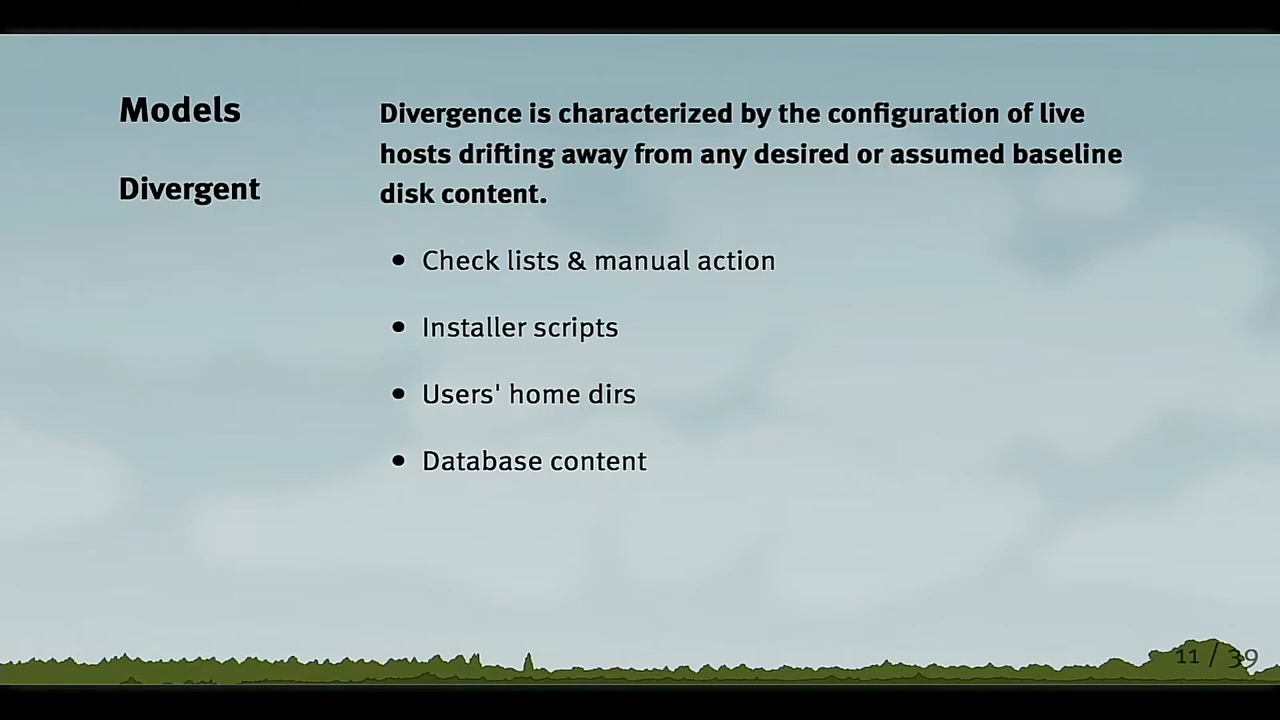 Models
Divergent
Divergence is characterized by the configuration of live
hosts drifting away from any desired or assumed baseline
disk content.
• Check lists & manual action
• Installer scripts
• Users' home dirs
• Database content
11 / 39